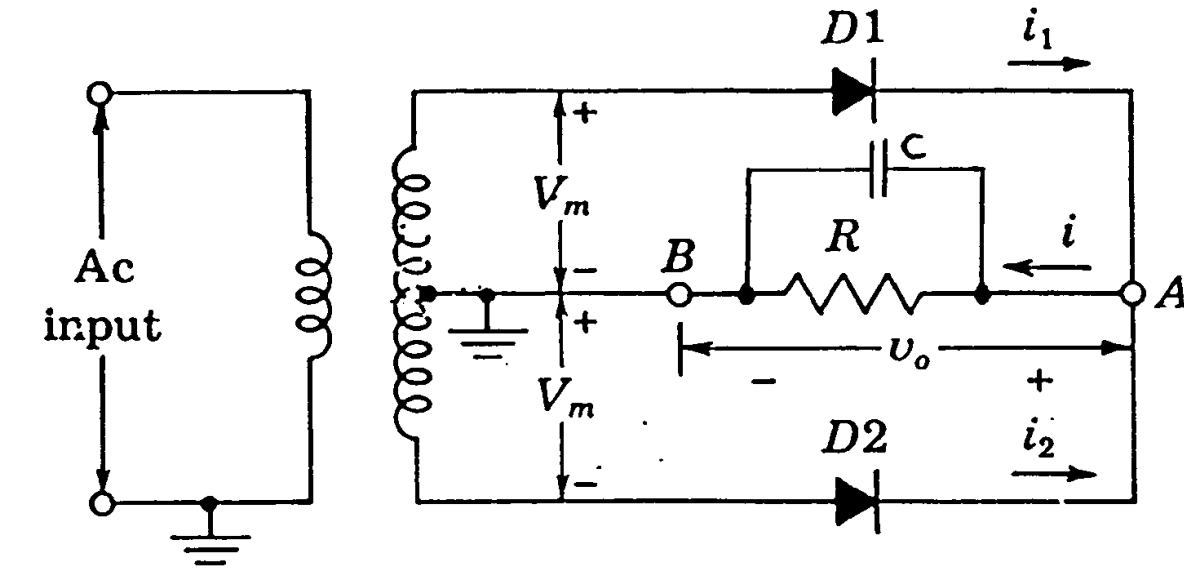 D1
i₁
+
C
Vₘ
R
i
Ac
input
−
B
A
+
vₒ
−
+
Vₘ
D2
i₂
−